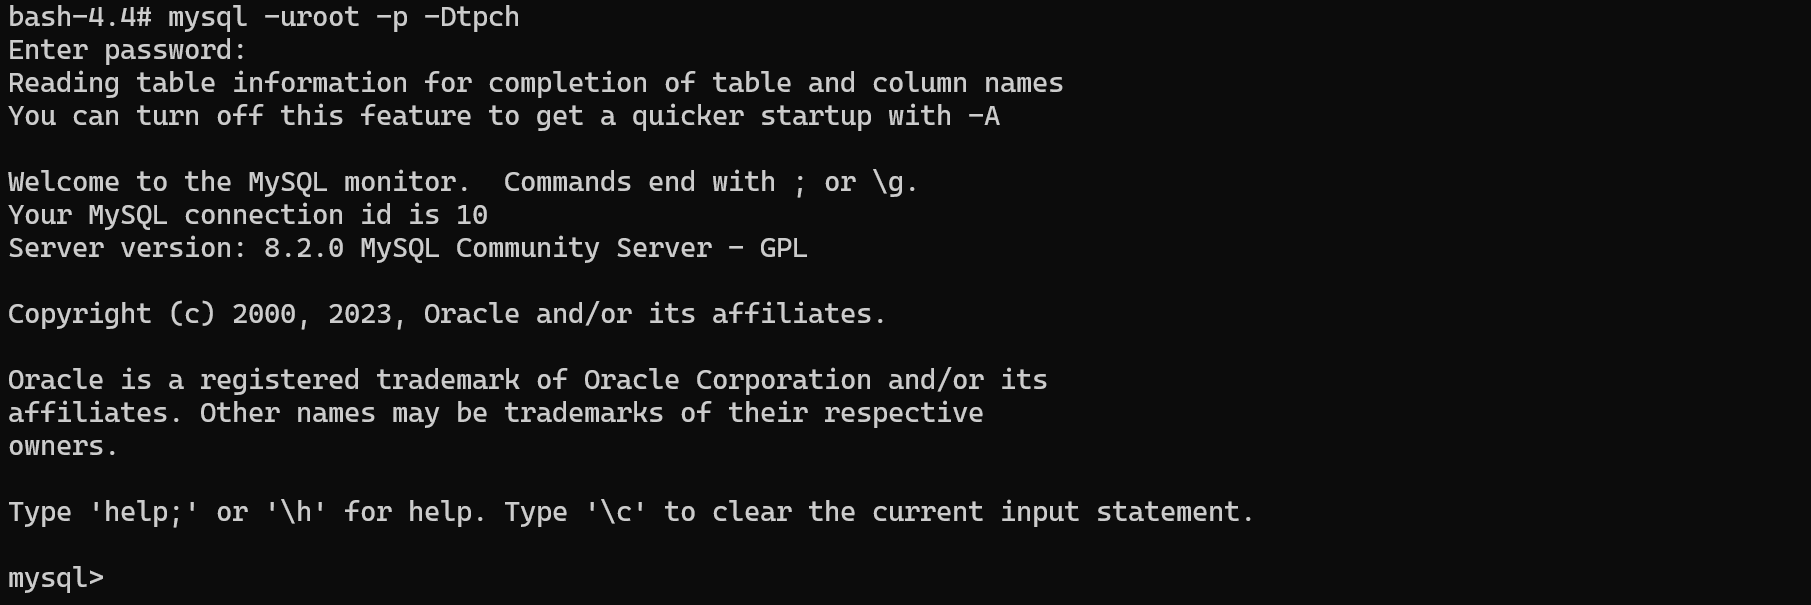 bash-4.4# mysql -uroot -p -Dtpch
Enter password:
Reading table information for completion of table and column names
You can turn off this feature to get a quicker startup with -A
Welcome to the MySQL monitor.  Commands end with ; or \g.
Your MySQL connection id is 10
Server version: 8.2.0 MySQL Community Server - GPL
Copyright (c) 2000, 2023, Oracle and/or its affiliates.
Oracle is a registered trademark of Oracle Corporation and/or its
affiliates. Other names may be trademarks of their respective
owners.
Type 'help;' or '\h' for help. Type '\c' to clear the current input statement.
mysql>